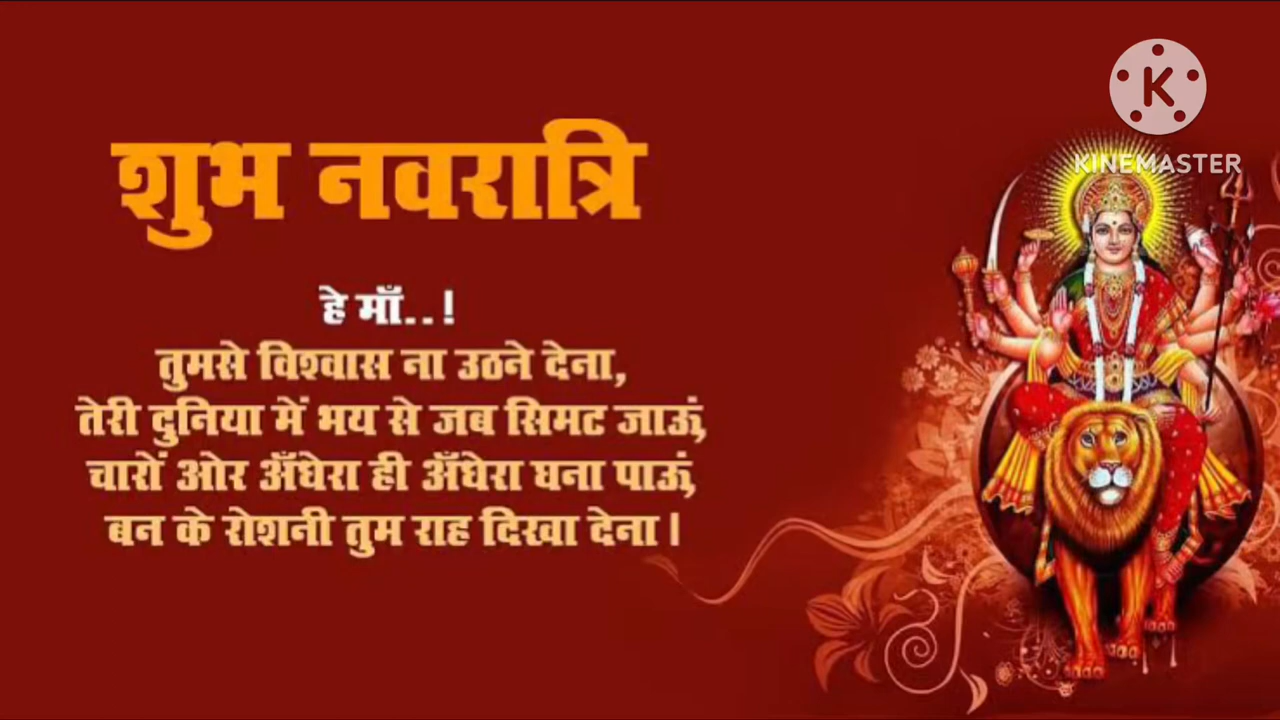 शुभ नवरात्रि
हे माँ..!
तुमसे विश्वास ना उठने देना,
तेरी दुनिया में भय से जब सिमट जाऊं,
चारों ओर अँधेरा ही अँधेरा घना पाऊं,
बन के रोशनी तुम राह दिखा देना।
K
KINEMASTER